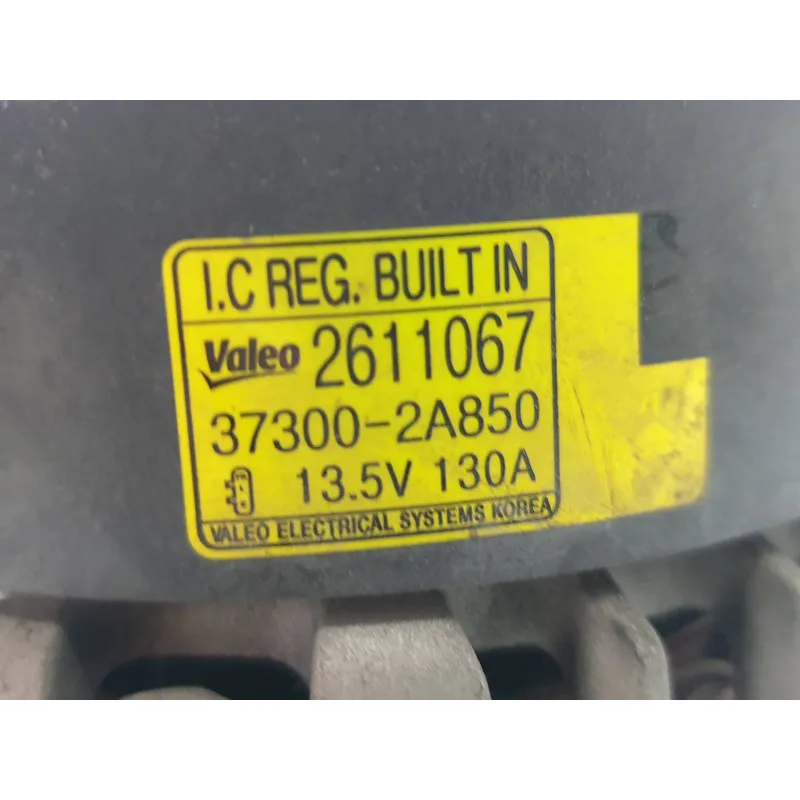 I.C REG. BUILT IN
Valeo 2611067
37300-2A850
13.5V 130A
VALEO ELECTRICAL SYSTEMS KOREA